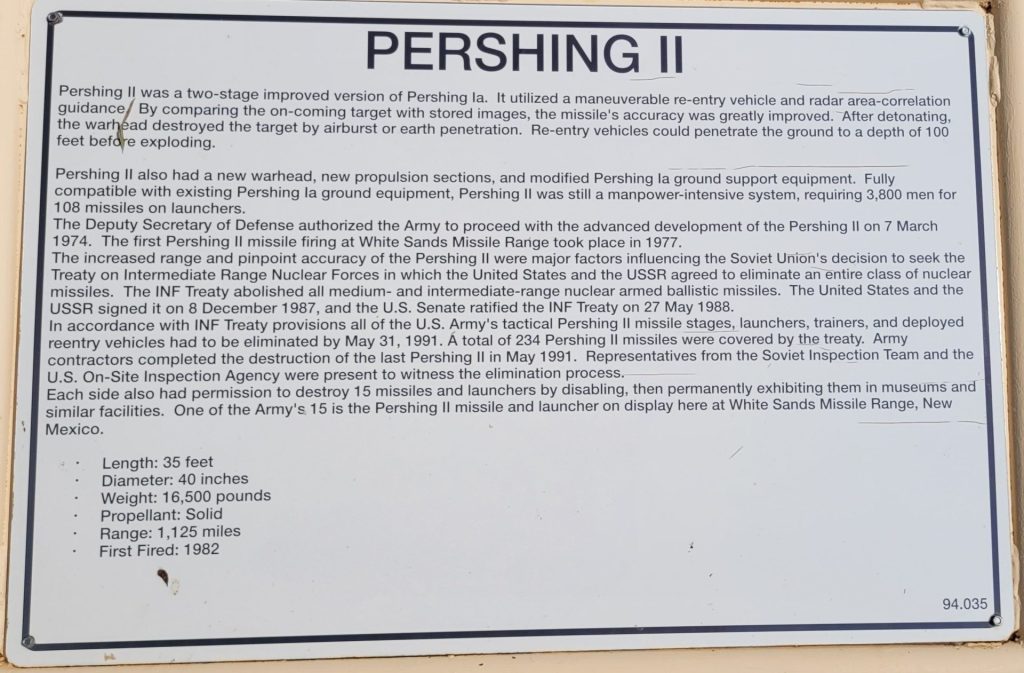 PERSHING II
Pershing II was a two-stage improved version of Pershing Ia. It utilized a maneuverable re-entry vehicle and radar area-correlation
guidance. By comparing the on-coming target with stored images, the missile's accuracy was greatly improved. After detonating,
the warhead destroyed the target by airburst or earth penetration. Re-entry vehicles could penetrate the ground to a depth of 100
feet before exploding.
Pershing II also had a new warhead, new propulsion sections, and modified Pershing Ia ground support equipment. Fully
compatible with existing Pershing Ia ground equipment, Pershing II was still a manpower-intensive system, requiring 3,800 men for
108 missiles on launchers.
The Deputy Secretary of Defense authorized the Army to proceed with the advanced development of the Pershing II on 7 March
1974. The first Pershing II missile firing at White Sands Missile Range took place in 1977.
The increased range and pinpoint accuracy of the Pershing II were major factors influencing the Soviet Union's decision to seek the
Treaty on Intermediate Range Nuclear Forces in which the United States and the USSR agreed to eliminate an entire class of nuclear
missiles. The INF Treaty abolished all medium- and intermediate-range nuclear armed ballistic missiles. The United States and the
USSR signed it on 8 December 1987, and the U.S. Senate ratified the INF Treaty on 27 May 1988.
In accordance with INF Treaty provisions all of the U.S. Army's tactical Pershing II missile stages, launchers, trainers, and deployed
reentry vehicles had to be eliminated by May 31, 1991. A total of 234 Pershing II missiles were covered by the treaty. Army
contractors completed the destruction of the last Pershing II in May 1991. Representatives from the Soviet Inspection Team and the
U.S. On-Site Inspection Agency were present to witness the elimination process.
Each side also had permission to destroy 15 missiles and launchers by disabling, then permanently exhibiting them in museums and
similar facilities. One of the Army's 15 is the Pershing II missile and launcher on display here at White Sands Missile Range, New
Mexico.
· Length: 35 feet
· Diameter: 40 inches
· Weight: 16,500 pounds
· Propellant: Solid
· Range: 1,125 miles
· First Fired: 1982
94.035